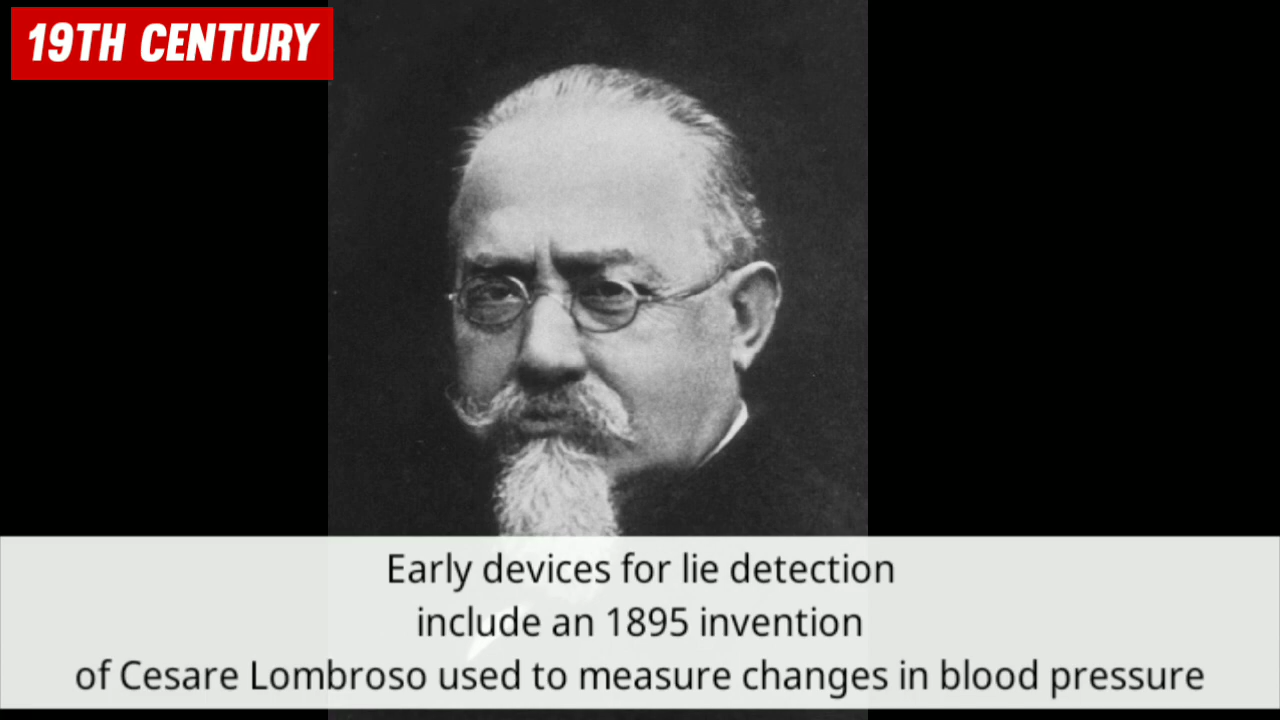 19TH CENTURY
Early devices for lie detection
include an 1895 invention
of Cesare Lombroso used to measure changes in blood pressure